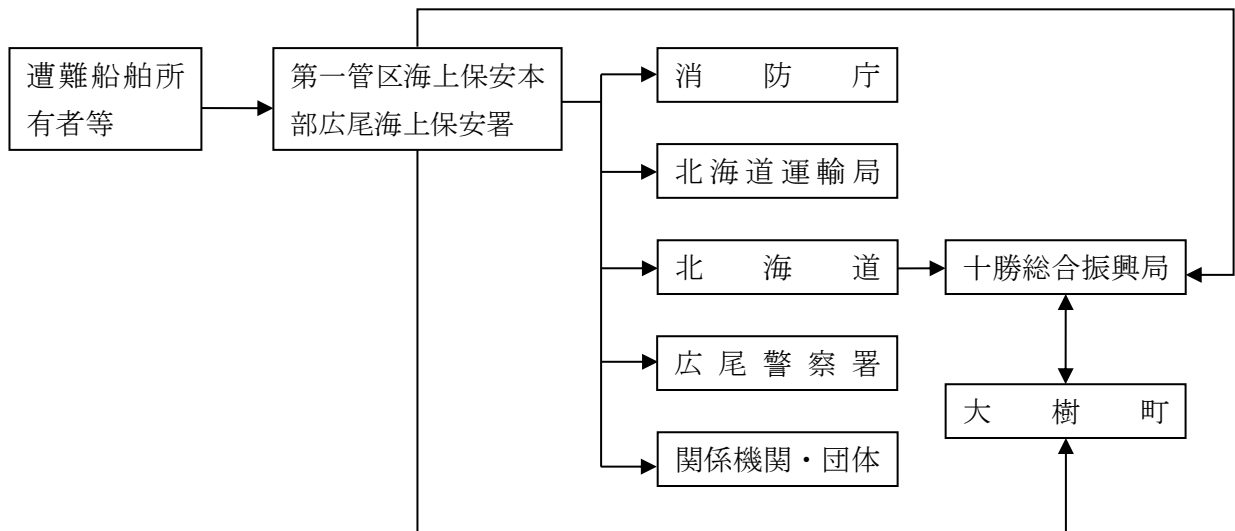 遭難船舶所
有者等
第一管区海上保安本
部広尾海上保安署
消防庁
北海道運輸局
北海道
十勝総合振興局
広尾警察署
大樹町
関係機関・団体